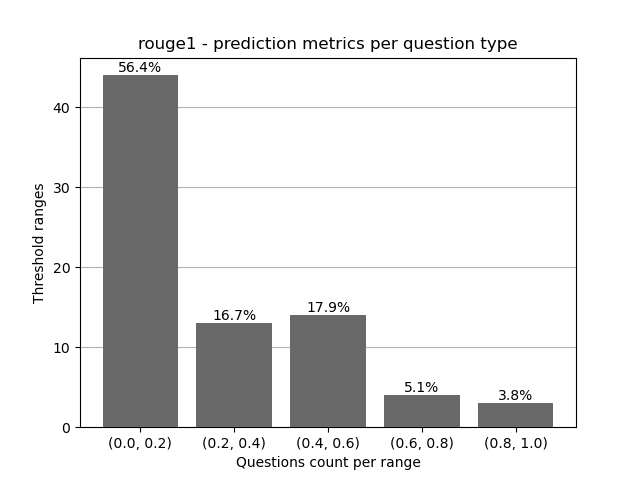 rouge1 - prediction metrics per question type
56.4%
16.7%
17.9%
5.1%
3.8%
40
30
20
10
0
Threshold ranges
(0.0, 0.2) (0.2, 0.4) (0.4, 0.6) (0.6, 0.8) (0.8, 1.0)
Questions count per range